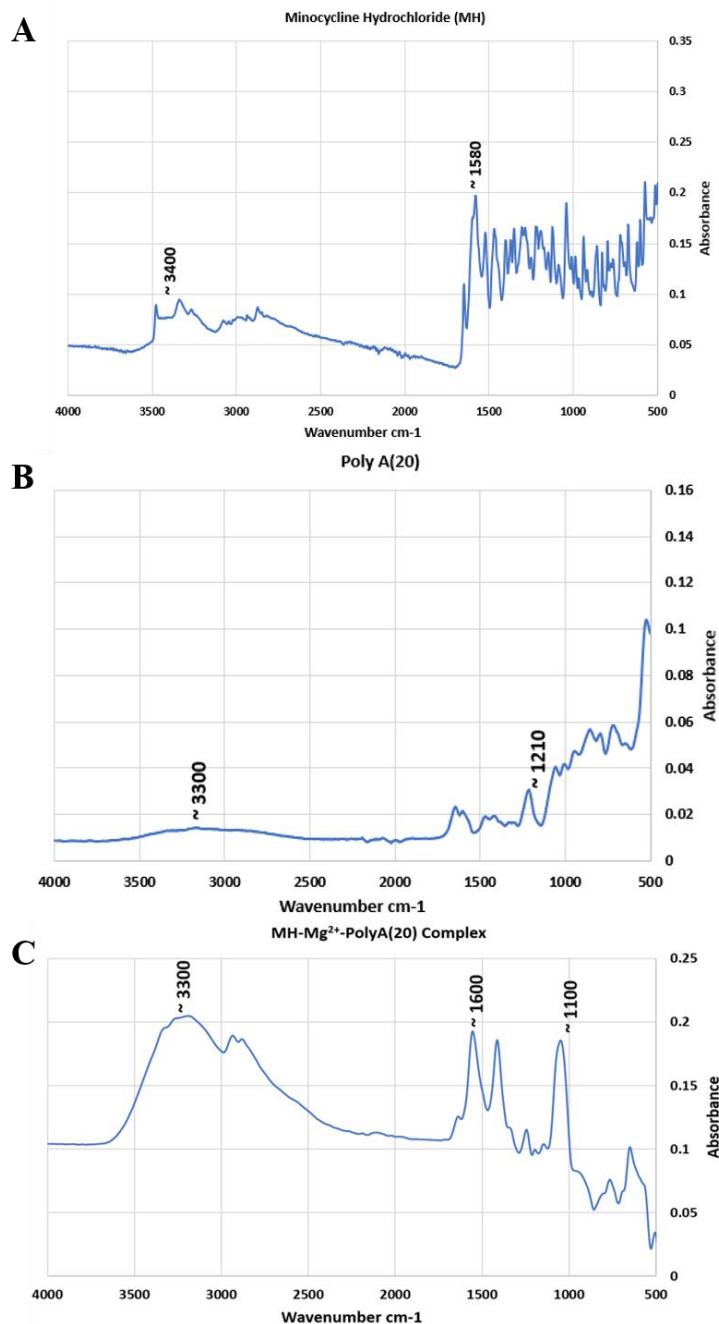 A
Minocycline Hydrochloride (MH)
0.35
0.3
0.25
0.2
0.15
0.1
0.05
0
Absorbance
~ 3400
~ 1580
4000 3500 3000 2500 2000 1500 1000 500
Wavenumber cm-1
B
Poly A(20)
0.16
0.14
0.12
0.1
0.08
0.06
0.04
0.02
0
Absorbance
~ 3300
~ 1210
4000 3500 3000 2500 2000 1500 1000 500
Wavenumber cm-1
C
MH-Mg²⁺-PolyA(20) Complex
0.25
0.2
0.15
0.1
0.05
0
Absorbance
~ 3300
~ 1600
~ 1100
4000 3500 3000 2500 2000 1500 1000 500
Wavenumber cm-1